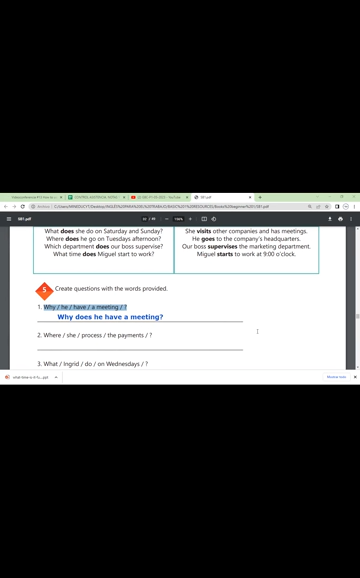 GB1.pdf
GB1.pdf
What does she do on Saturday and Sunday?
Where does he go on Tuesdays afternoon?
Which department does our boss supervise?
What time does Miguel start to work?
She visits other companies and has meetings.
He goes to the company's headquarters.
Our boss supervises the marketing department.
Miguel starts to work at 9:00 o'clock.
5 Create questions with the words provided.
1. Why / he / have / a meeting / ?
Why does he have a meeting?
2. Where / she / process / the payments / ?
3. What / Ingrid / do / on Wednesdays / ?